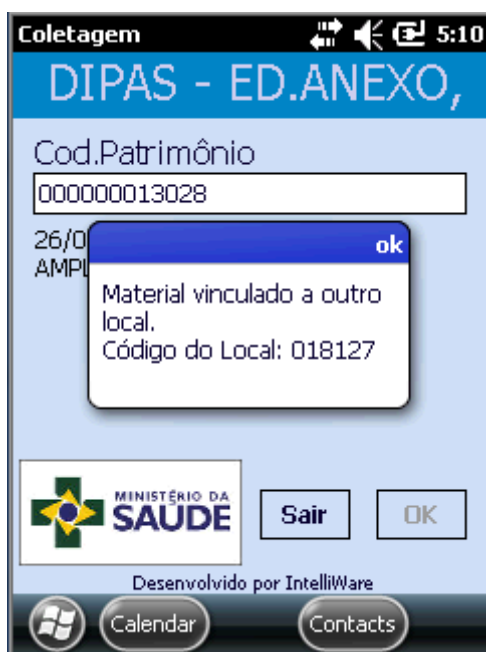 Coletagem 5:10
DIPAS - ED.ANEXO,
Cod.Patrimônio
000000013028
26/0
AMPL
ok
Material vinculado a outro
local.
Código do Local: 018127
MINISTÉRIO DA
SAÚDE
Sair
OK
Desenvolvido por IntelliWare
Calendar
Contacts